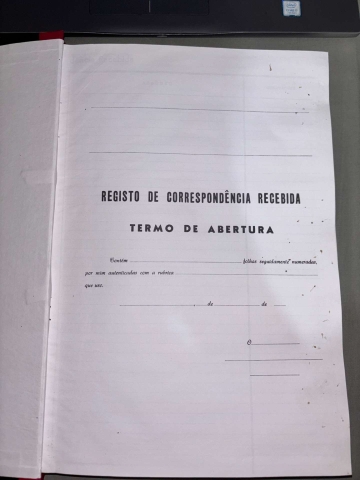 REGISTO DE CORRESPONDÊNCIA RECEBIDA
TERMO DE ABERTURA
Contém folhas seguidamente numeradas,
por mim autenticadas com a rubrica
que uso.
de de
O